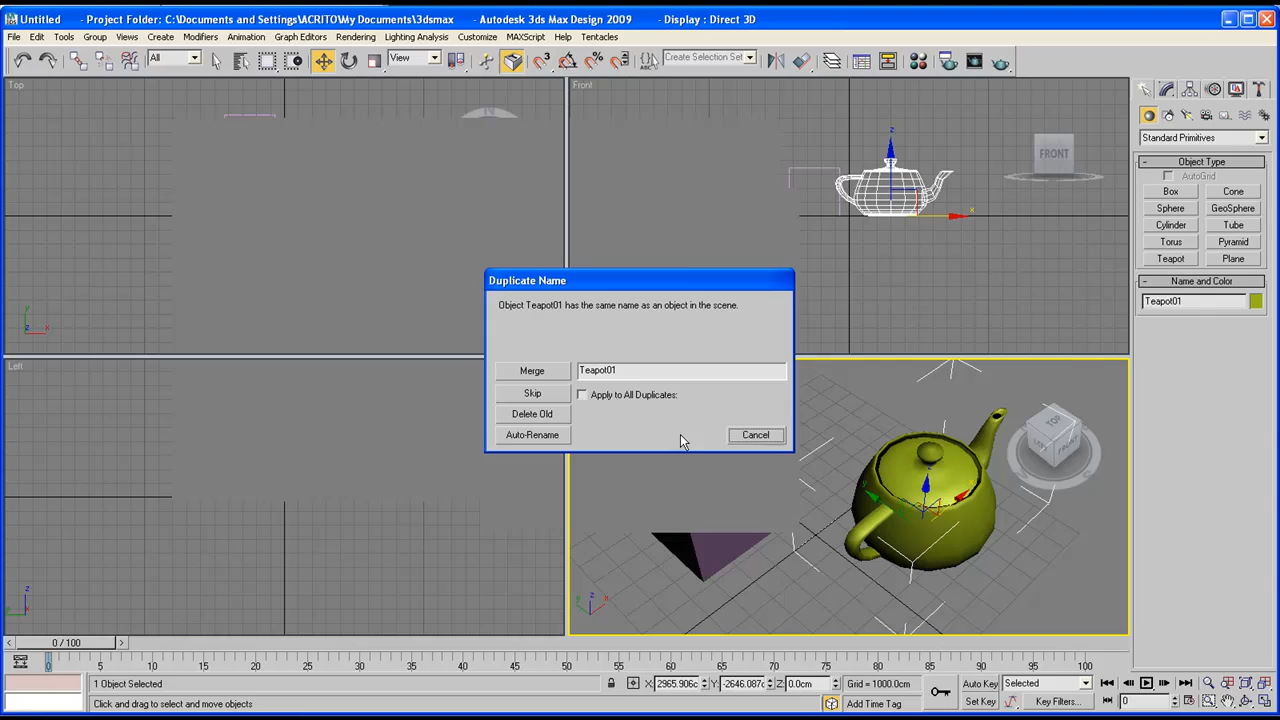 Untitled - Project Folder: C:\Documents and Settings\ACRITO\My Documents\3dsmax - Autodesk 3ds Max Design 2009 - Display : Direct 3D
File Edit Tools Group Views Create Modifiers Animation Graph Editors Rendering Lighting Analysis Customize MAXScript Help Tentacles
All View Create Selection Set
Top Front
Standard Primitives
z
FRONT
x
- Object Type
AutoGrid
Box Cone
Sphere GeoSphere
Cylinder Tube
Torus Pyramid
Teapot Plane
- Name and Color
Teapot01
y
z x
Duplicate Name
Object Teapot01 has the same name as an object in the scene.
Merge Teapot01
Skip Apply to All Duplicates:
Delete Old
Auto-Rename Cancel
Left
TOP
LEFT FRONT
z
y x
z
z
y x
0 / 100
0 5 10 15 20 25 30 35 40 45 50 55 60 65 70 75 80 85 90 95 100
1 Object Selected X: 2965.906c Y: -2646.087c Z: 0.0cm Grid = 1000.0cm Auto Key Selected
Click and drag to select and move objects Add Time Tag Set Key Key Filters... 0